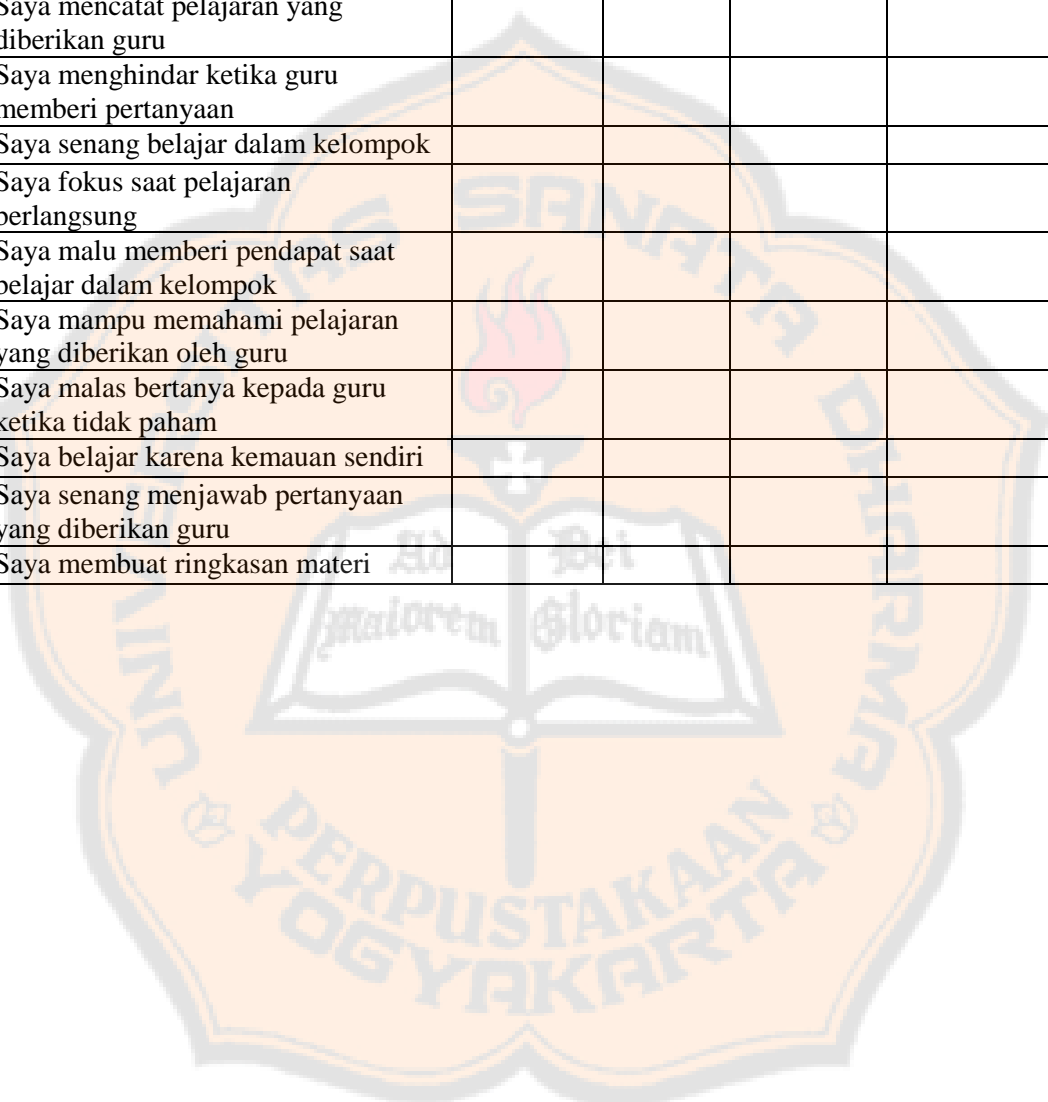 Saya mencatat pelajaran yang
diberikan guru
Saya menghindar ketika guru
memberi pertanyaan
Saya senang belajar dalam kelompok
Saya fokus saat pelajaran
berlangsung
Saya malu memberi pendapat saat
belajar dalam kelompok
Saya mampu memahami pelajaran
yang diberikan oleh guru
Saya malas bertanya kepada guru
ketika tidak paham
Saya belajar karena kemauan sendiri
Saya senang menjawab pertanyaan
yang diberikan guru
Saya membuat ringkasan materi
UNIVERSITAS SANATA DHARMA
Ad Dei
Maiorem Gloriam
PERPUSTAKAAN
YOGYAKARTA